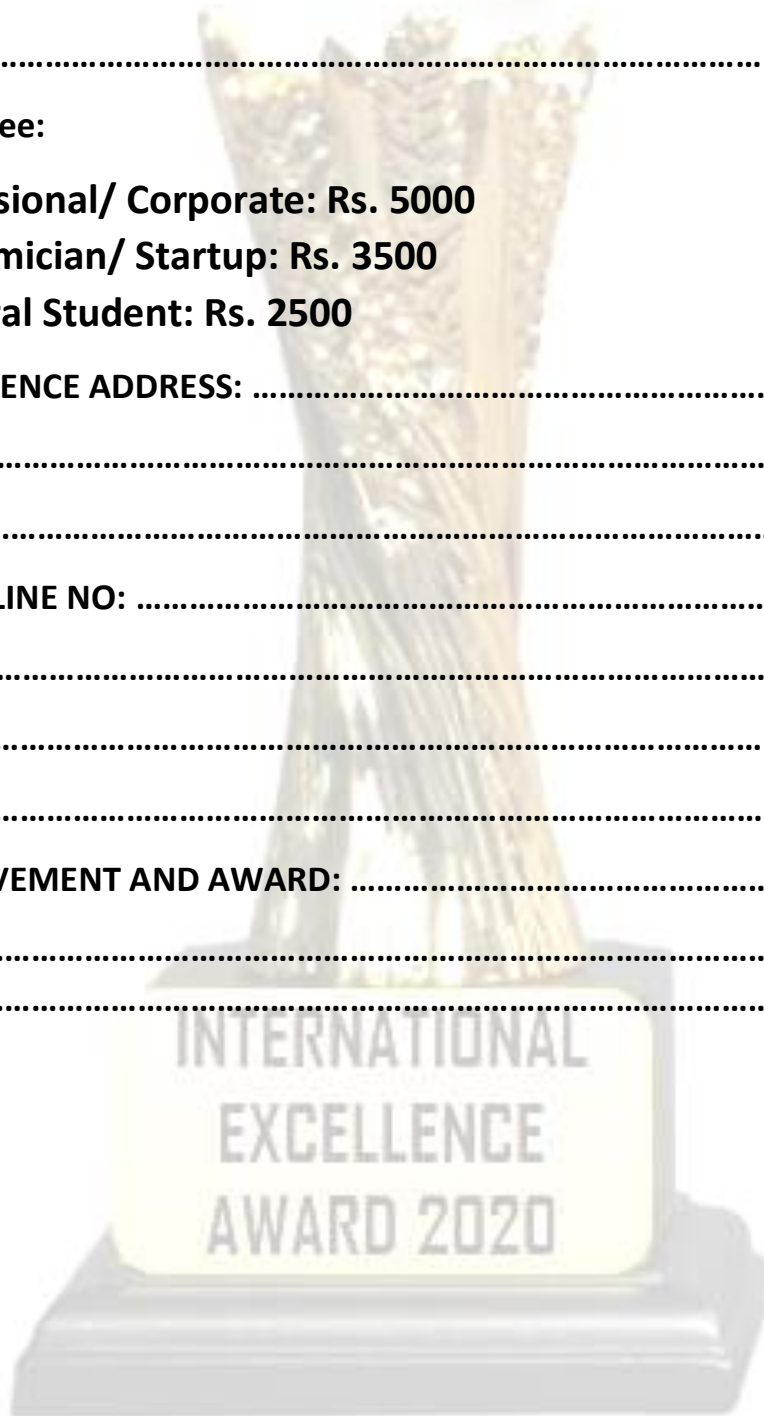 ………………………………………………………………………………
ee:
sional/ Corporate: Rs. 5000
mician/ Startup: Rs. 3500
ral Student: Rs. 2500
ENCE ADDRESS: ………………………………………………………
………………………………………………………………………………
………………………………………………………………………………
LINE NO: …………………………………………………………………
………………………………………………………………………………
………………………………………………………………………………
………………………………………………………………………………
VEMENT AND AWARD: ……………………………………………
………………………………………………………………………………
………………………………………………………………………………
INTERNATIONAL
EXCELLENCE
AWARD 2020